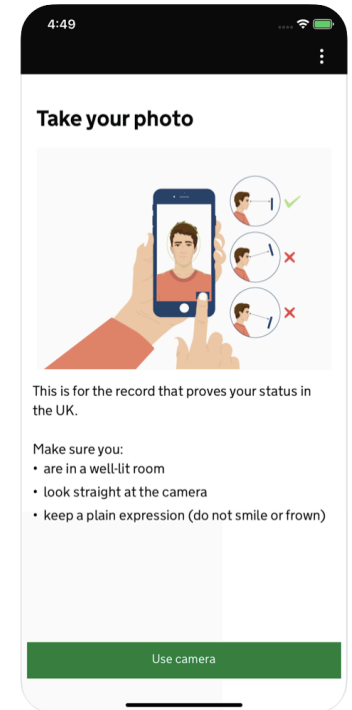 4:49
Take your photo
This is for the record that proves your status in
the UK.
Make sure you:
• are in a well-lit room
• look straight at the camera
• keep a plain expression (do not smile or frown)
Use camera